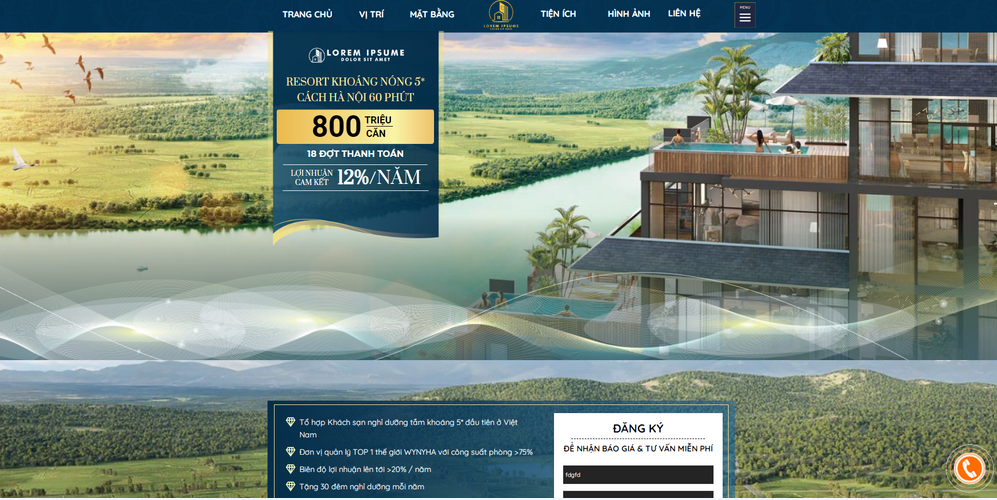 TRANG CHỦ
VỊ TRÍ
MẶT BẰNG
LOREM IPSUME
TIỆN ÍCH
HÌNH ẢNH
LIÊN HỆ
MENU
LOREM IPSUME
DOLOR SIT AMET
RESORT KHOÁNG NÓNG 5*
CÁCH HÀ NỘI 60 PHÚT
800 TRIỆU
CĂN
18 ĐỢT THANH TOÁN
LỢI NHUẬN
CAM KẾT 12%/NĂM
Tổ hợp Khách sạn nghỉ dưỡng tắm khoáng 5* đầu tiên ở Việt
Nam
Đơn vị quản lý TOP 1 thế giới WYNYHA với công suất phòng >75%
Biên độ lợi nhuận lên tới >20% / năm
Tặng 30 đêm nghỉ dưỡng mỗi năm
ĐĂNG KÝ
ĐỂ NHẬN BÁO GIÁ & TƯ VẤN MIỄN PHÍ
fdgfd